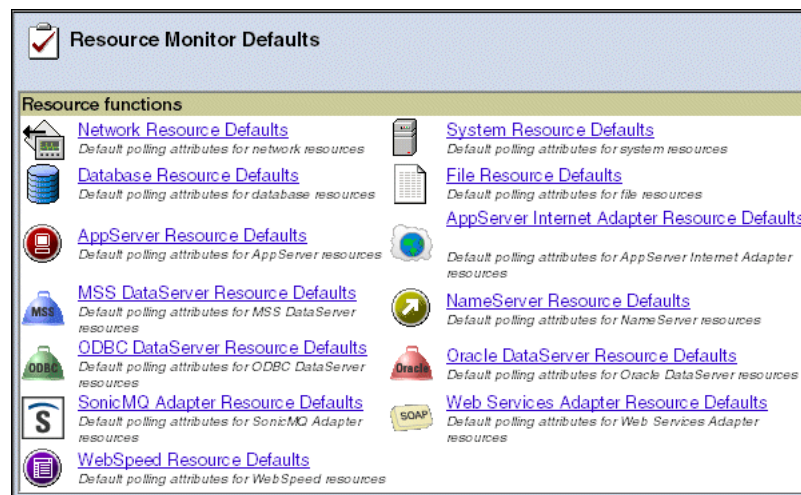 Resource Monitor Defaults
Resource functions
Network Resource Defaults
Default polling attributes for network resources
System Resource Defaults
Default polling attributes for system resources
Database Resource Defaults
Default polling attributes for database resources
File Resource Defaults
Default polling attributes for file resources
AppServer Resource Defaults
Default polling attributes for AppServer resources
AppServer Internet Adapter Resource Defaults
Default polling attributes for AppServer Internet Adapter
resources
MSS
MSS DataServer Resource Defaults
Default polling attributes for MSS DataServer
resources
NameServer Resource Defaults
Default polling attributes for NameServer resources
ODBC
ODBC DataServer Resource Defaults
Default polling attributes for ODBC DataServer
resources
Oracle
Oracle DataServer Resource Defaults
Default polling attributes for Oracle DataServer resources
S
SonicMQ Adapter Resource Defaults
Default polling attributes for SonicMQ Adapter
resources
SOAP
Web Services Adapter Resource Defaults
Default polling attributes for Web Services Adapter
resources
WebSpeed Resource Defaults
Default polling attributes for WebSpeed resources